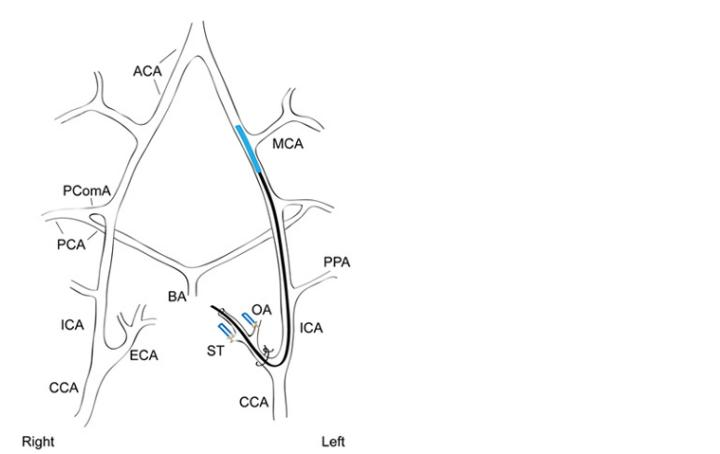 ACA
MCA
PComA
PCA
PPA
BA
OA
ICA
ICA
ST
ECA
CCA
CCA
Right
Left